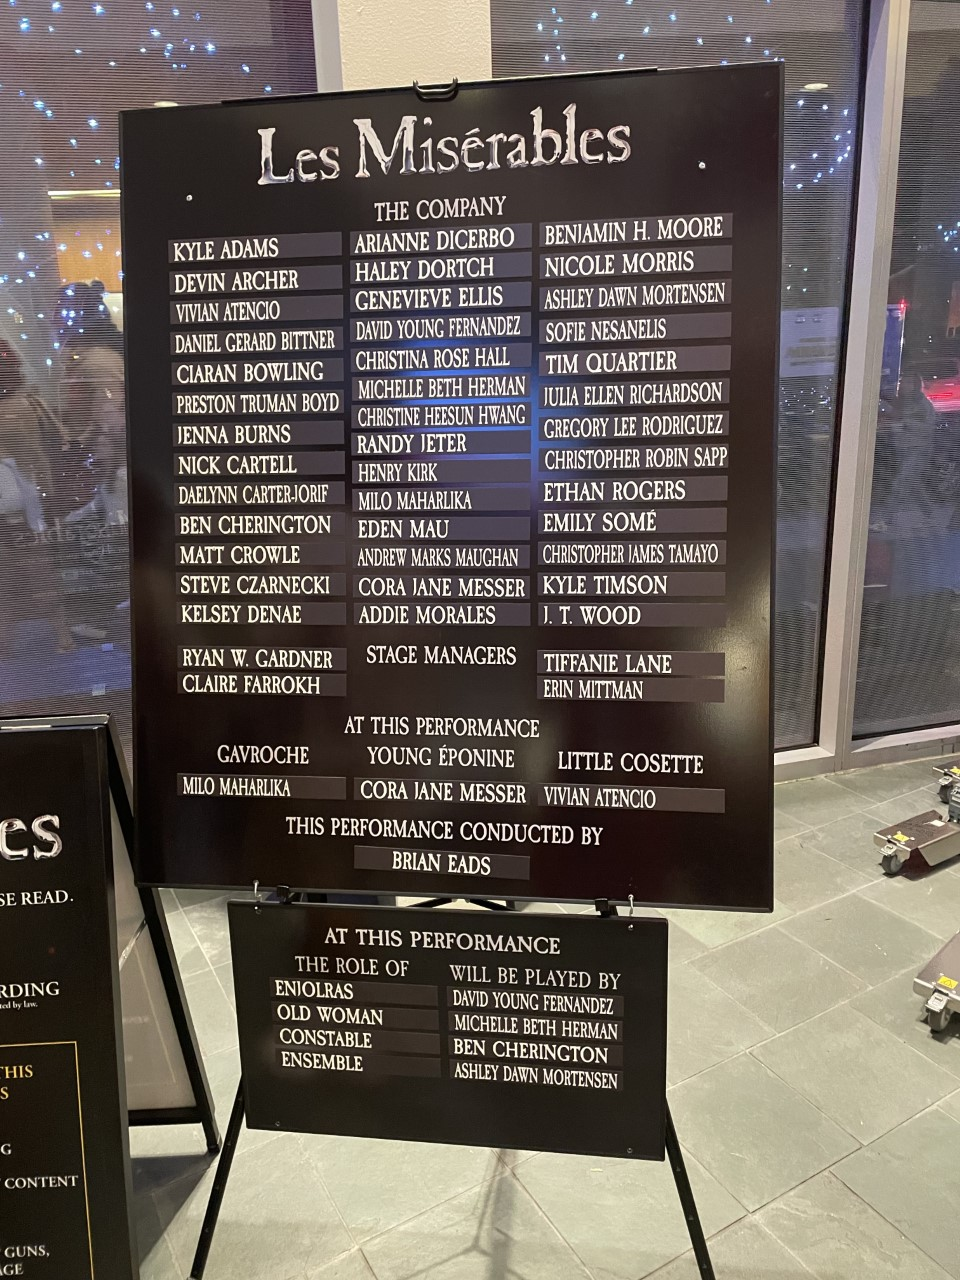 Les Misérables
THE COMPANY
KYLE ADAMS
DEVIN ARCHER
VIVIAN ATENCIO
DANIEL GERARD BITTNER
CIARAN BOWLING
PRESTON TRUMAN BOYD
JENNA BURNS
NICK CARTELL
DAELYNN CARTER-JORIF
BEN CHERINGTON
MATT CROWLE
STEVE CZARNECKI
KELSEY DENAE
ARIANNE DICERBO
HALEY DORTCH
GENEVIEVE ELLIS
DAVID YOUNG FERNANDEZ
CHRISTINA ROSE HALL
MICHELLE BETH HERMAN
CHRISTINE HEESUN HWANG
RANDY JETER
HENRY KIRK
MILO MAHARLIKA
EDEN MAU
ANDREW MARKS MAUGHAN
CORA JANE MESSER
ADDIE MORALES
BENJAMIN H. MOORE
NICOLE MORRIS
ASHLEY DAWN MORTENSEN
SOFIE NESANELIS
TIM QUARTIER
JULIA ELLEN RICHARDSON
GREGORY LEE RODRIGUEZ
CHRISTOPHER ROBIN SAPP
ETHAN ROGERS
EMILY SOMÉ
CHRISTOPHER JAMES TAMAYO
KYLE TIMSON
J. T. WOOD
STAGE MANAGERS
RYAN W. GARDNER
CLAIRE FARROKH
TIFFANIE LANE
ERIN MITTMAN
AT THIS PERFORMANCE
GAVROCHE YOUNG ÉPONINE LITTLE COSETTE
MILO MAHARLIKA CORA JANE MESSER VIVIAN ATENCIO
THIS PERFORMANCE CONDUCTED BY
BRIAN EADS
AT THIS PERFORMANCE
THE ROLE OF WILL BE PLAYED BY
ENJOLRAS DAVID YOUNG FERNANDEZ
OLD WOMAN MICHELLE BETH HERMAN
CONSTABLE BEN CHERINGTON
ENSEMBLE ASHLEY DAWN MORTENSEN
es
SE READ.
RDING
ted by law.
THIS
S
G
CONTENT
GUNS,
AGE